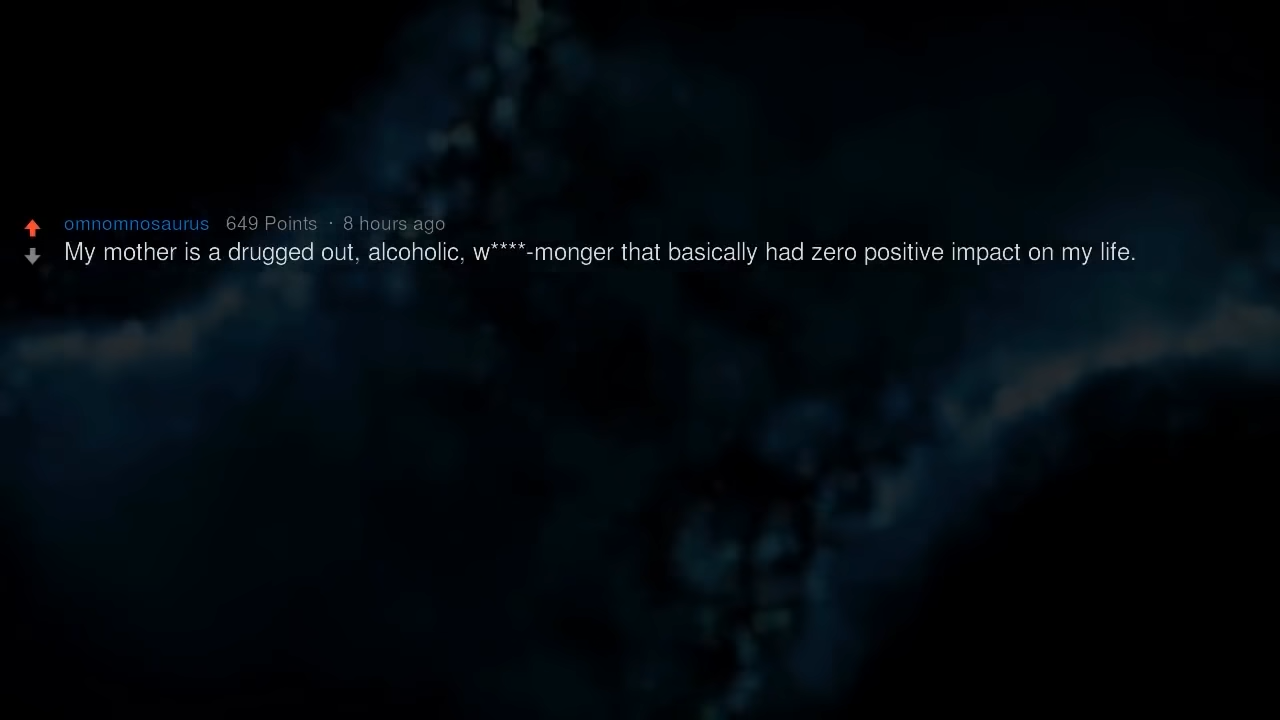 omnomnosaurus 649 Points · 8 hours ago
My mother is a drugged out, alcoholic, w****-monger that basically had zero positive impact on my life.